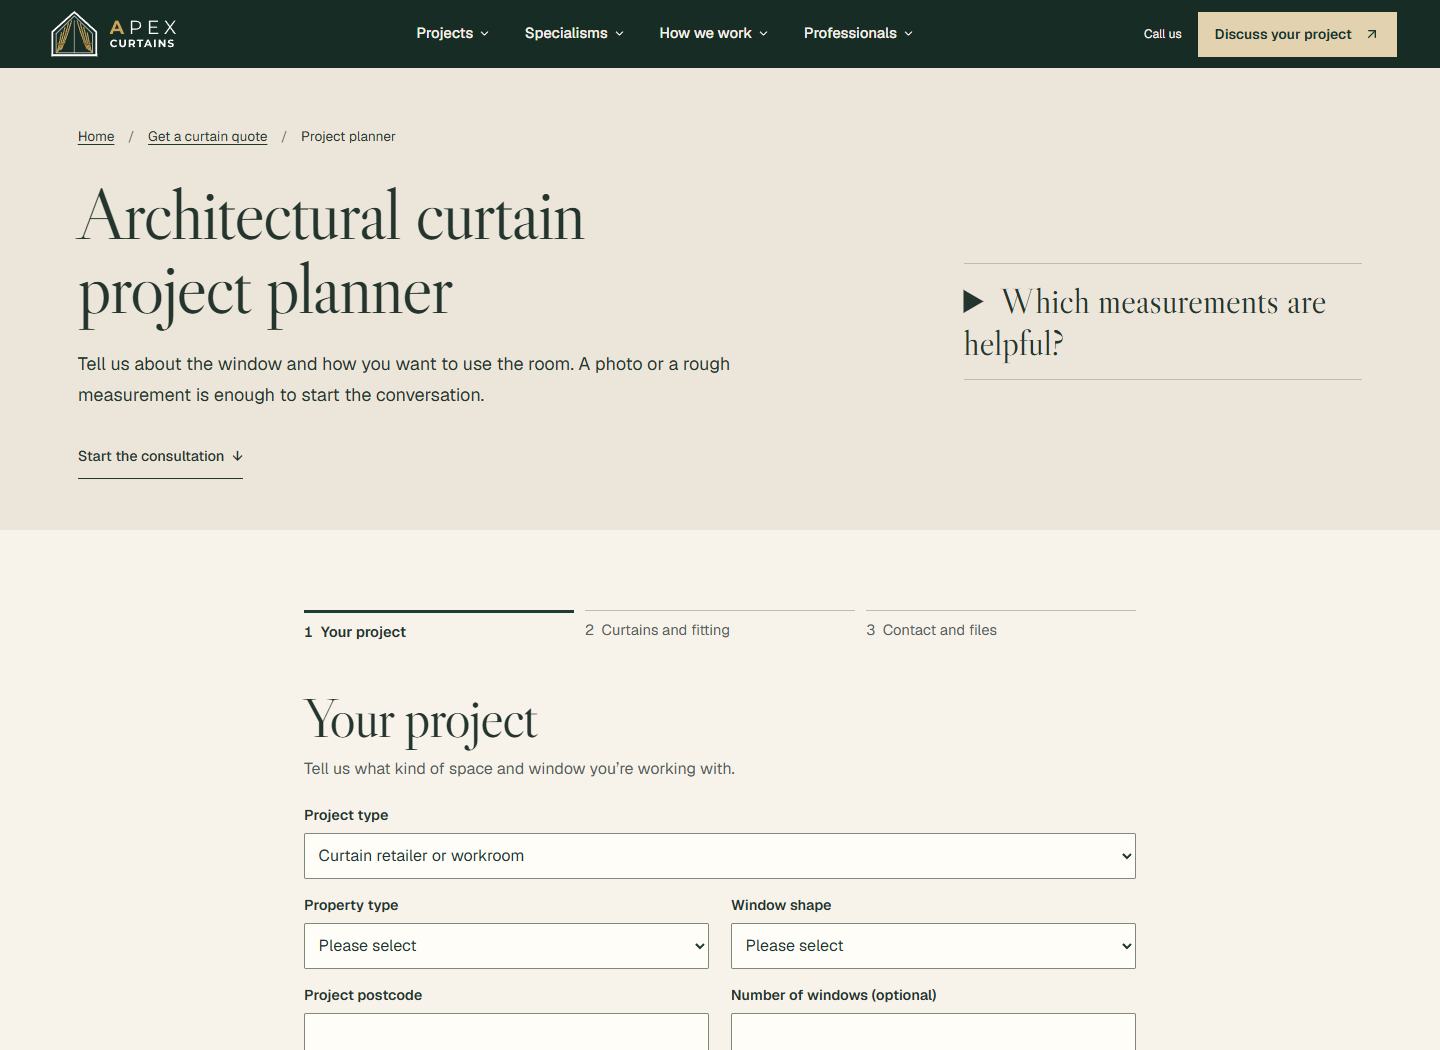 APEX
CURTAINS
Projects
Specialisms
How we work
Professionals
Call us
Discuss your project
Home / Get a curtain quote / Project planner
Architectural curtain
project planner
Tell us about the window and how you want to use the room. A photo or a rough
measurement is enough to start the conversation.
Start the consultation
Which measurements are
helpful?
1 Your project
2 Curtains and fitting
3 Contact and files
Your project
Tell us what kind of space and window you’re working with.
Project type
Curtain retailer or workroom
Property type
Window shape
Please select
Please select
Project postcode
Number of windows (optional)